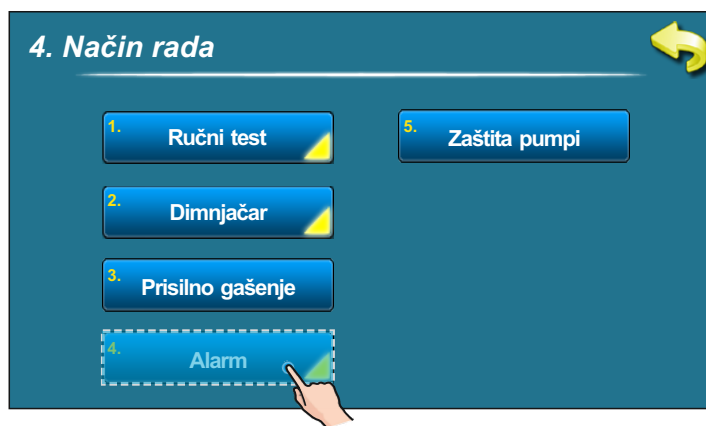 4. Način rada
1. Ručni test
2. Dimnjačar
3. Prisilno gašenje
4. Alarm
5. Zaštita pumpi